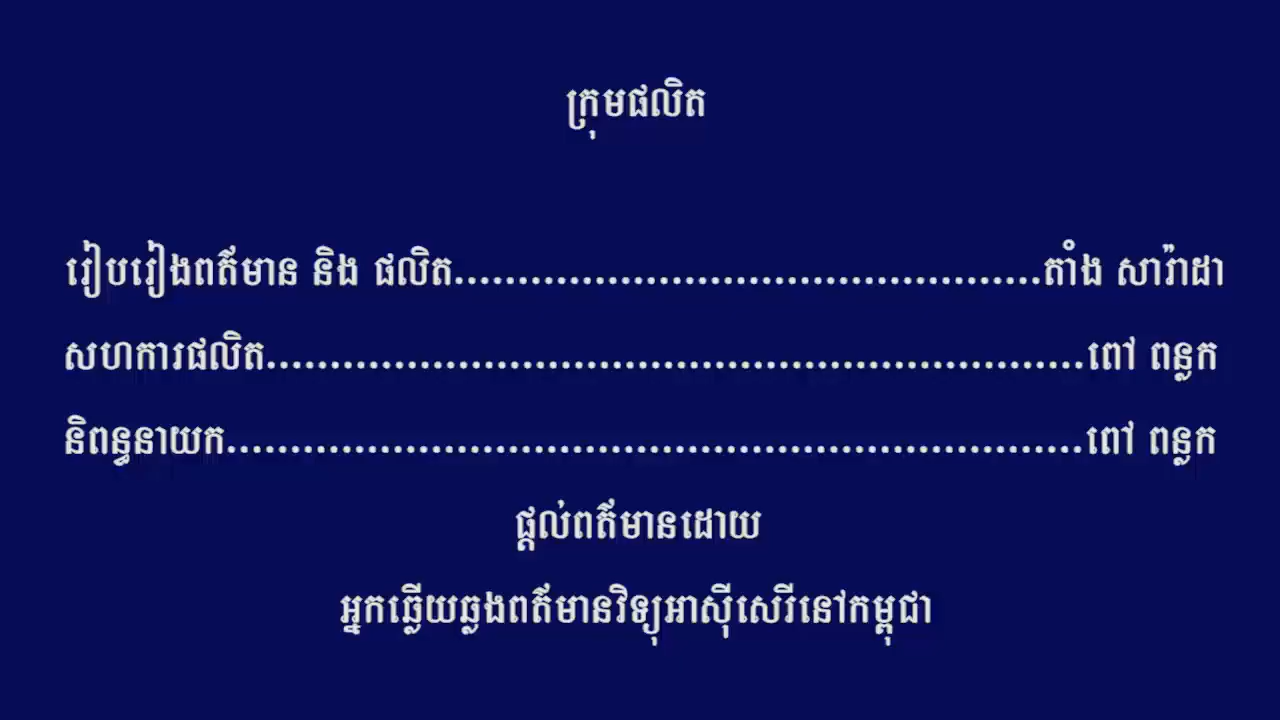 ក្រុមផលិត
រៀបរៀងពត័មាន និង ផលិត..............................................តាំង សារ៉ាដា
សហការផលិត................................................................ពៅ ពន្លក
និពន្ធនាយក...................................................................ពៅ ពន្លក
ផ្តល់ពត័មានដោយ
អ្នកឆ្លើយឆ្លងពត័មានវិទ្យុអាស៊ីសេរីនៅកម្ពុជា